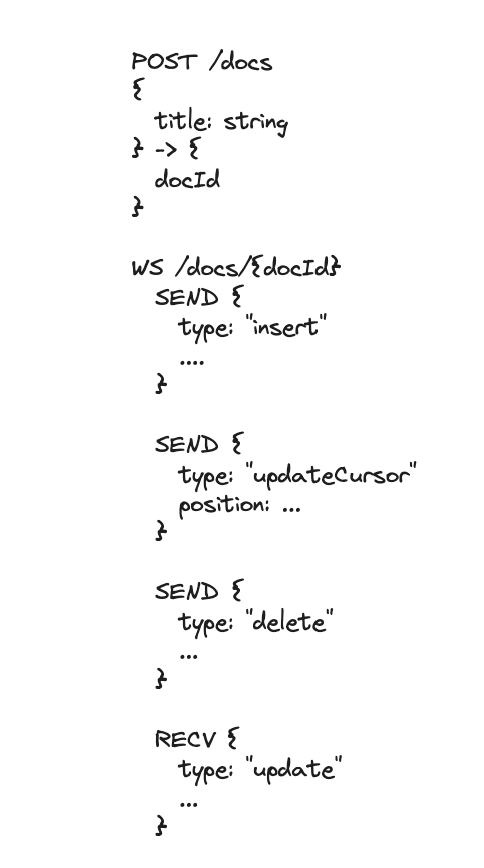 POST /docs
{
title: string
} -> {
docId
}
WS /docs/{docId}
SEND {
type: "insert"
....
}
SEND {
type: "updateCursor"
position: ...
}
SEND {
type: "delete"
...
}
RECV {
type: "update"
...
}